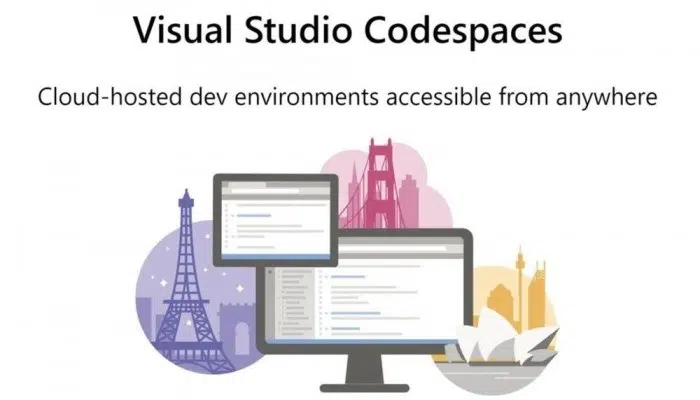 Visual Studio Codespaces
Cloud-hosted dev environments accessible from anywhere